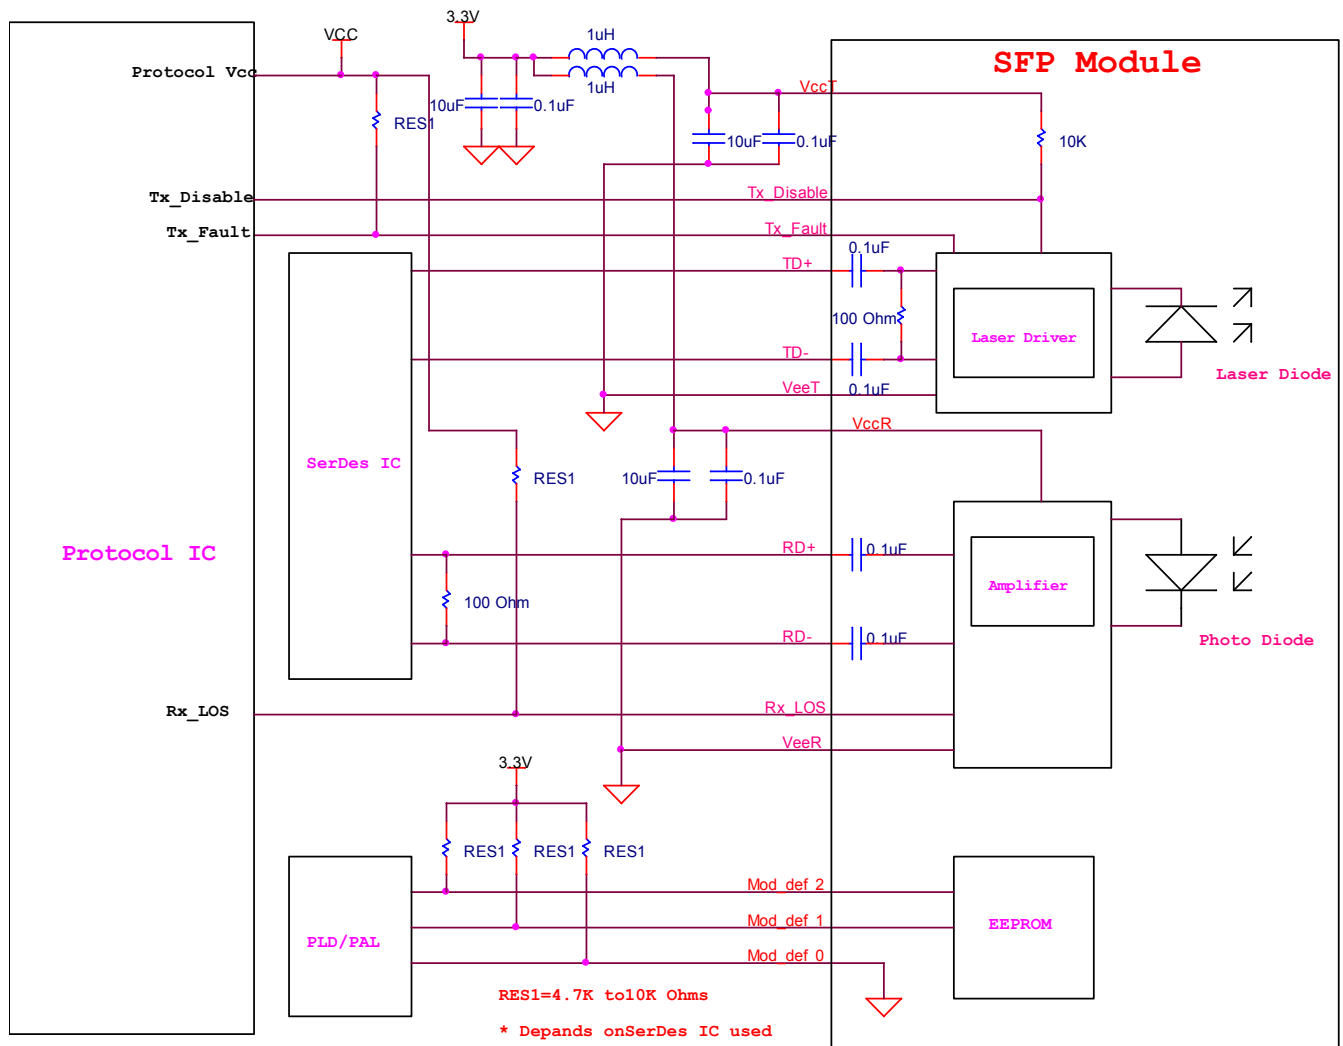 3.3V
VCC
1uH
SFP Module
Protocol Vcc
1uH
VccT
10uF
0.1uF
RES1
10uF
0.1uF
10K
Tx_Disable
Tx_Disable
Tx_Fault
Tx_Fault
0.1uF
TD+
100 Ohm
Laser Driver
TD-
Laser Diode
VeeT
0.1uF
VccR
SerDes IC
RES1
10uF
0.1uF
Protocol IC
RD+
0.1uF
Amplifier
100 Ohm
RD-
0.1uF
Photo Diode
Rx_LOS
Rx_LOS
VeeR
3.3V
RES1
RES1
RES1
Mod_def 2
Mod_def 1
EEPROM
PLD/PAL
Mod_def 0
RES1=4.7K to10K Ohms
* Depands onSerDes IC used